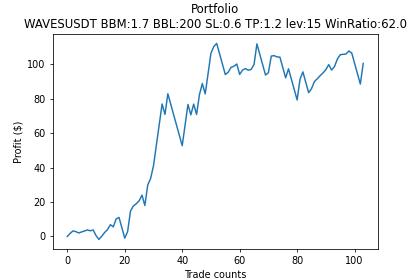 Portfolio
WAVESUSDT BBM:1.7 BBL:200 SL:0.6 TP:1.2 lev:15 WinRatio:62.0
Profit ($)
100
80
60
40
20
0
0 20 40 60 80 100
Trade counts